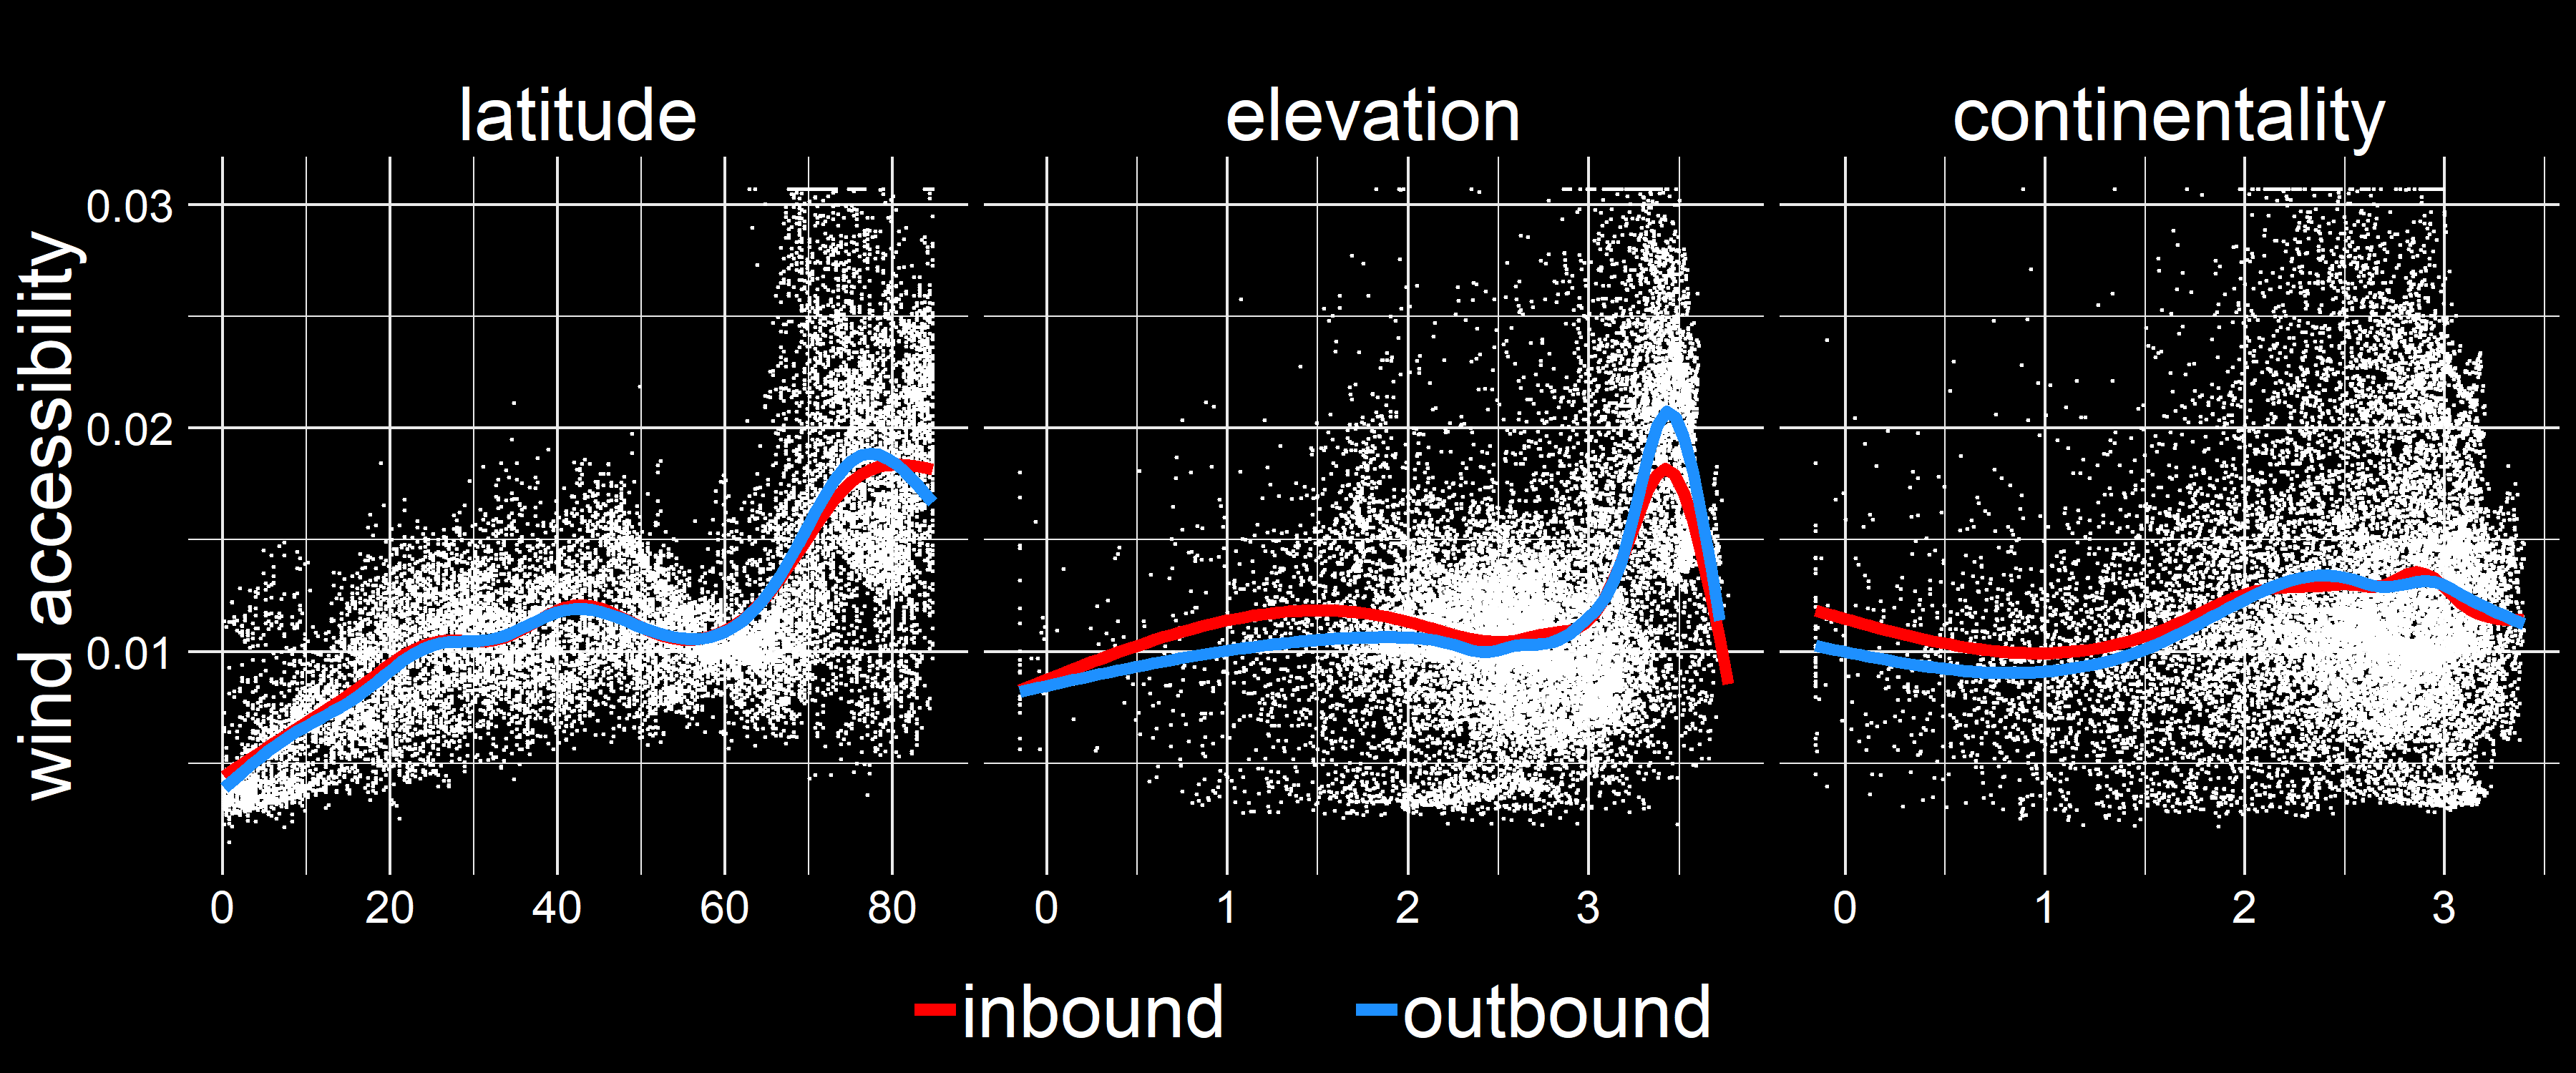 latitude elevation continentality
wind accessibility
0.03
0.02
0.01
0 20 40 60 80 0 1 2 3 0 1 2 3
inbound outbound